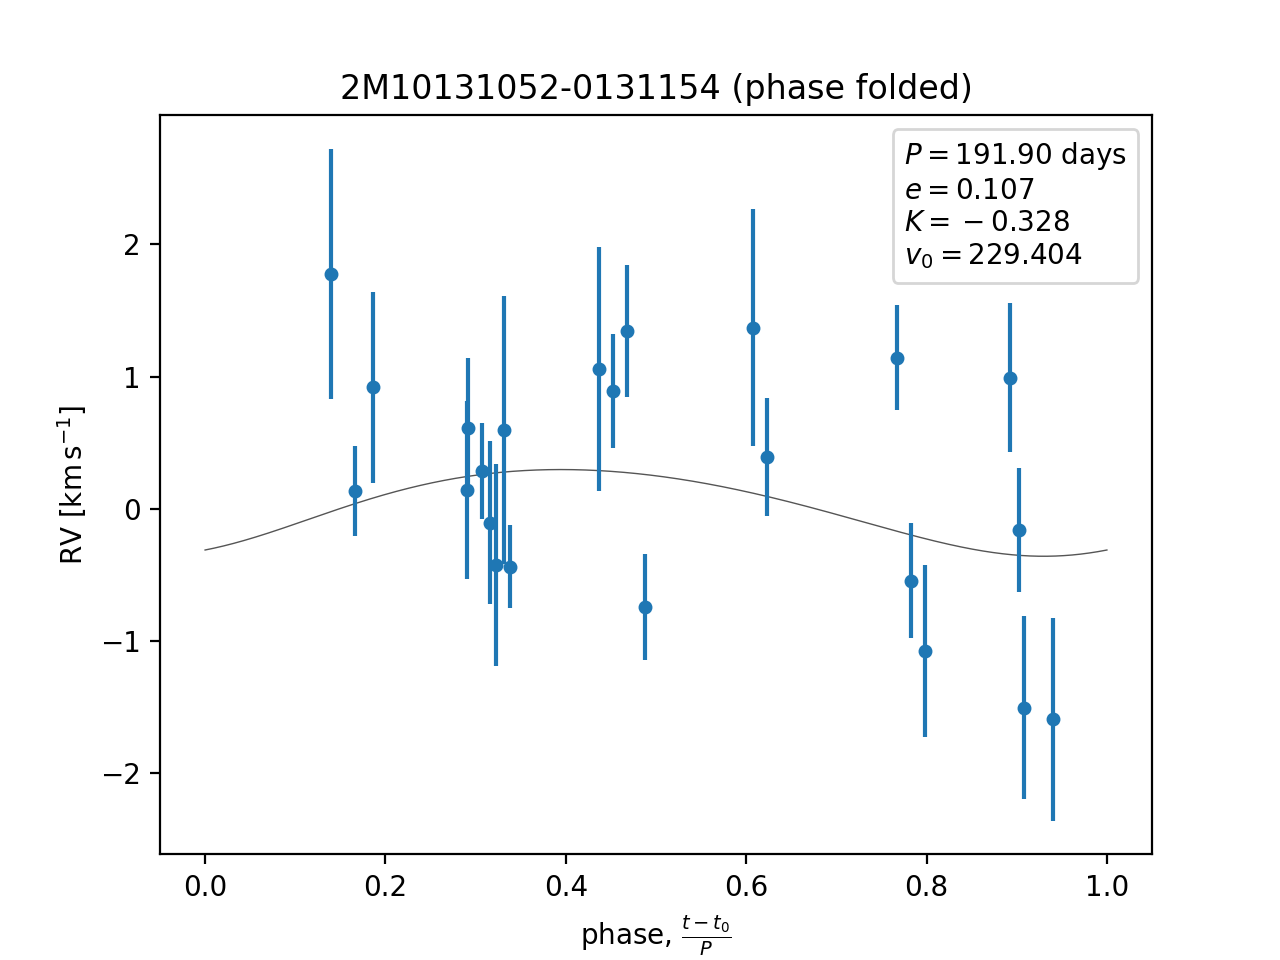 2M10131052-0131154 (phase folded)
P = 191.90 days
e = 0.107
K = −0.328
v₀ = 229.404
RV [km s⁻¹]
2
1
0
−1
−2
0.0 0.2 0.4 0.6 0.8 1.0
phase, (t − t₀)/P